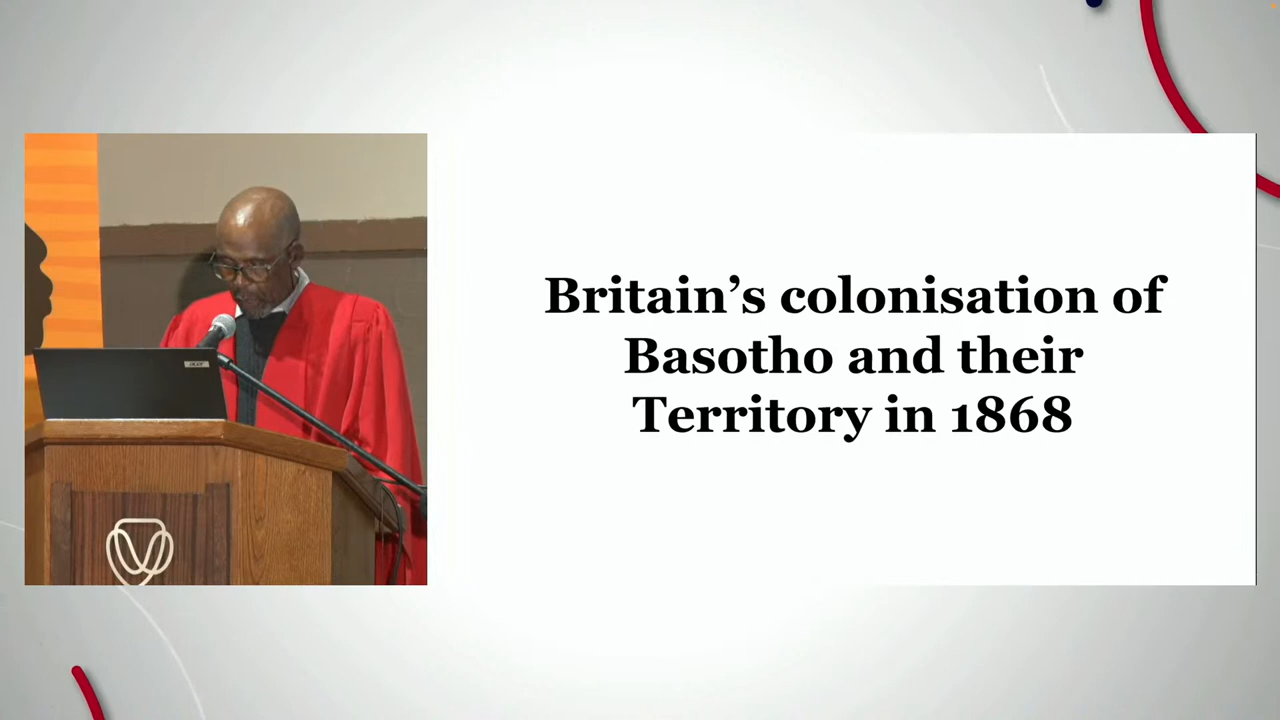 Britain’s colonisation of
Basotho and their
Territory in 1868